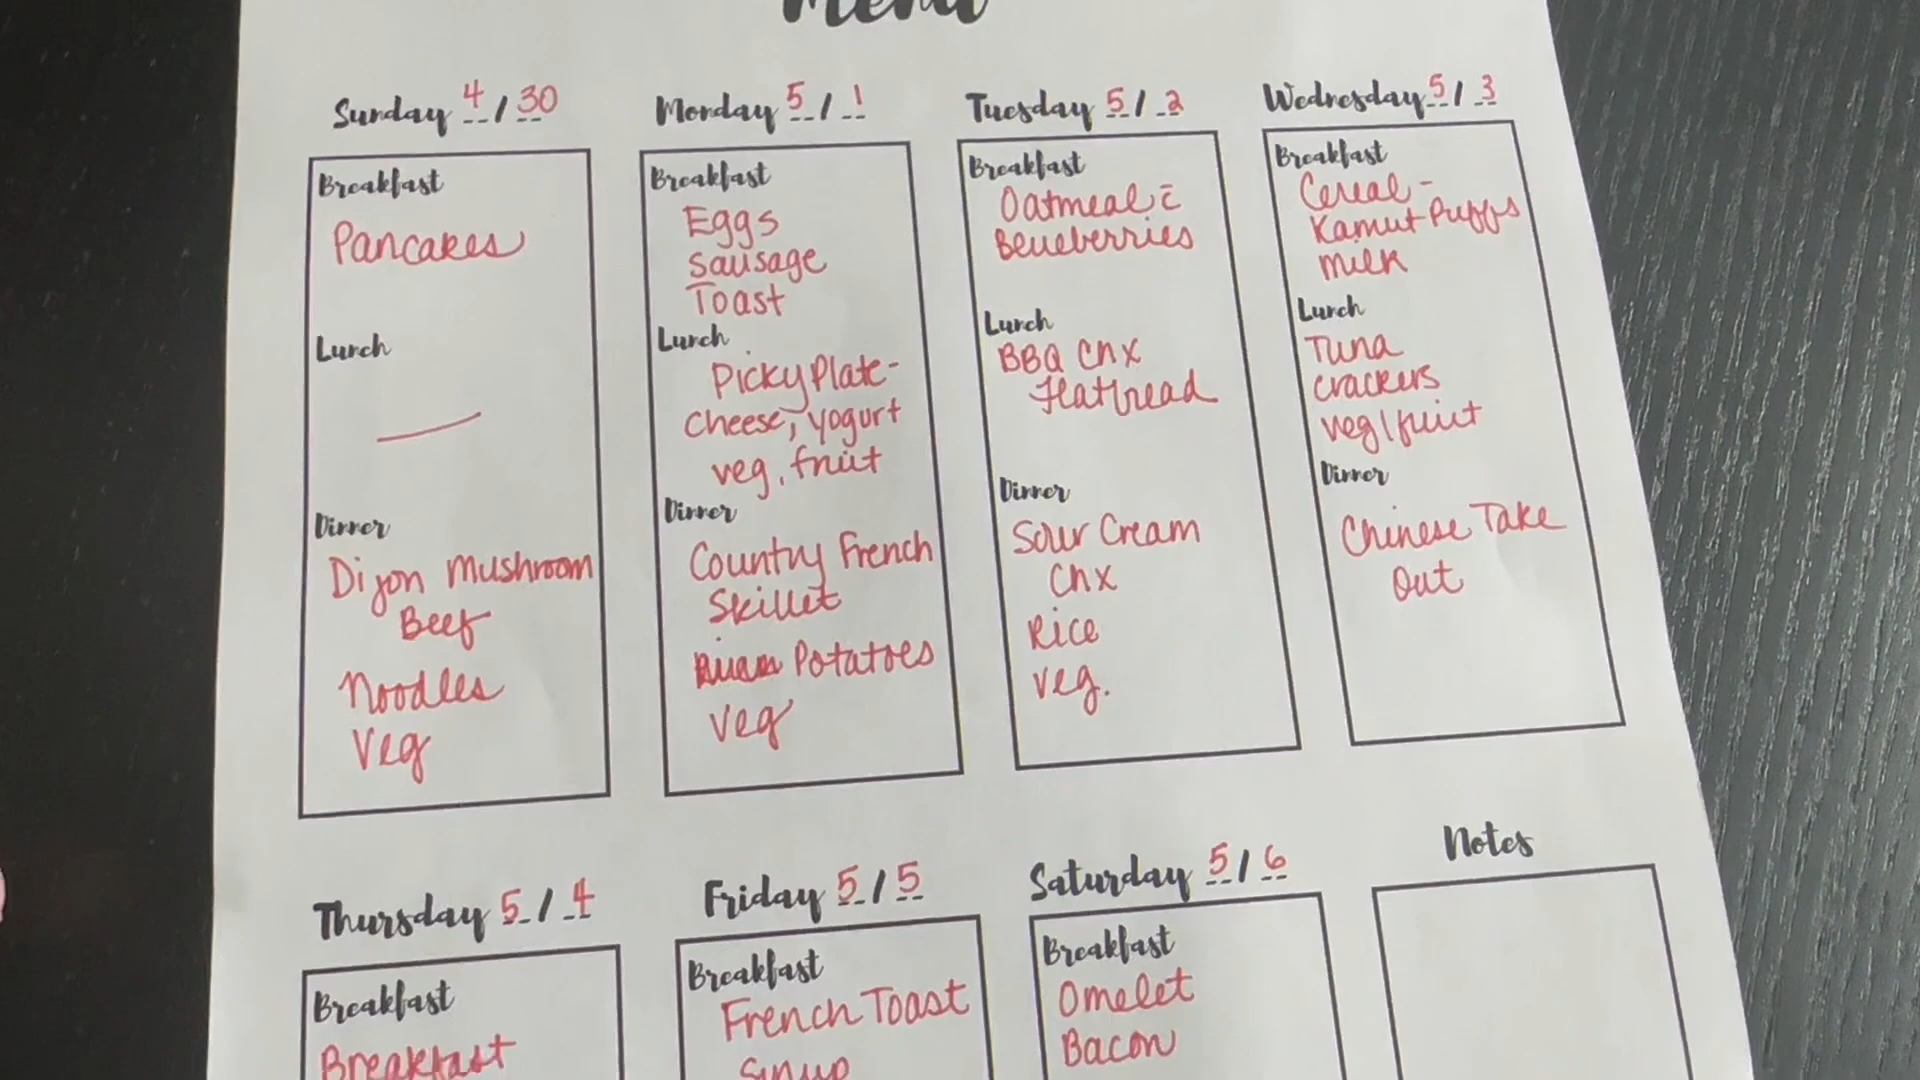 Menu
Sunday 4/30
Breakfast
Pancakes
Lunch
Dinner
Dijon Mushroom
Beef
Noodles
Veg
Monday 5/1
Breakfast
Eggs
Sausage
Toast
Lunch
Picky Plate-
Cheese, Yogurt
veg, fruit
Dinner
Country French
Skillet
Potatoes
Veg
Tuesday 5/2
Breakfast
Oatmeal c̄
Blueberries
Lunch
BBQ Chx
Flatbread
Dinner
Sour Cream
Chx
Rice
Veg.
Wednesday 5/3
Breakfast
Cereal -
Kamut Puffs
Milk
Lunch
Tuna
Crackers
Veg/fruit
Dinner
Chinese Take
Out
Thursday 5/4
Breakfast
Breakfast
Friday 5/5
Breakfast
French Toast
Syrup
Saturday 5/6
Breakfast
Omelet
Bacon
Notes